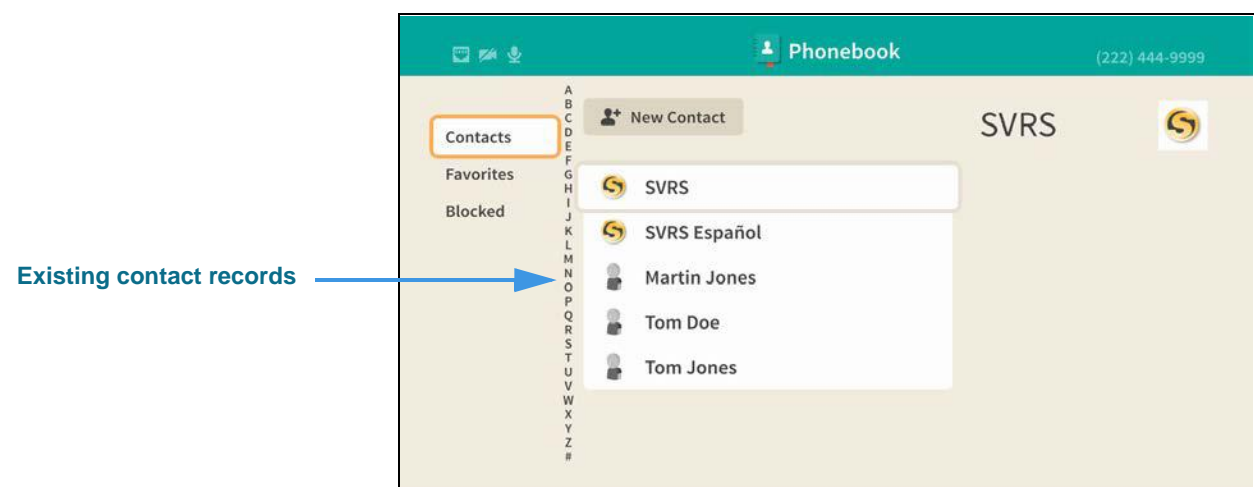 Phonebook
(222) 444-9999
Contacts
Favorites
Blocked
A
B
C
D
E
F
G
H
I
J
K
L
M
N
O
P
Q
R
S
T
U
V
W
X
Y
Z
#
New Contact
SVRS
SVRS Español
Martin Jones
Tom Doe
Tom Jones
SVRS
Existing contact records